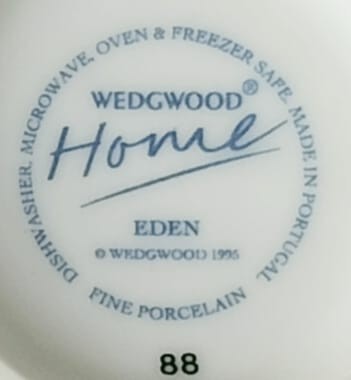 DISHWASHER, MICROWAVE, OVEN & FREEZER SAFE. MADE IN PORTUGAL
WEDGWOOD®
Home
EDEN
© WEDGWOOD 1995
FINE PORCELAIN
88